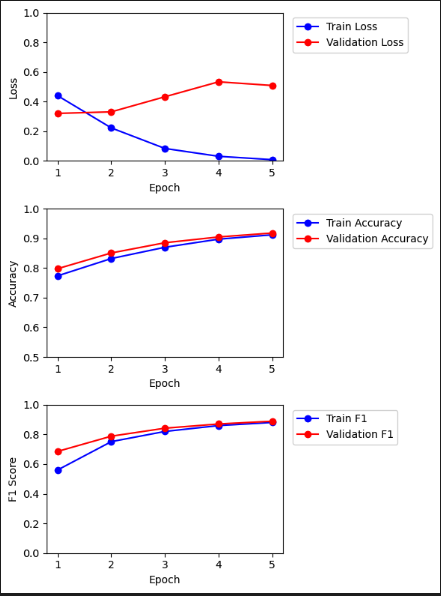 1.0
0.8
0.6
0.4
0.2
0.0
Loss
1 2 3 4 5
Epoch
Train Loss
Validation Loss
1.0
0.9
0.8
0.7
0.6
0.5
Accuracy
1 2 3 4 5
Epoch
Train Accuracy
Validation Accuracy
1.0
0.8
0.6
0.4
0.2
0.0
F1 Score
1 2 3 4 5
Epoch
Train F1
Validation F1